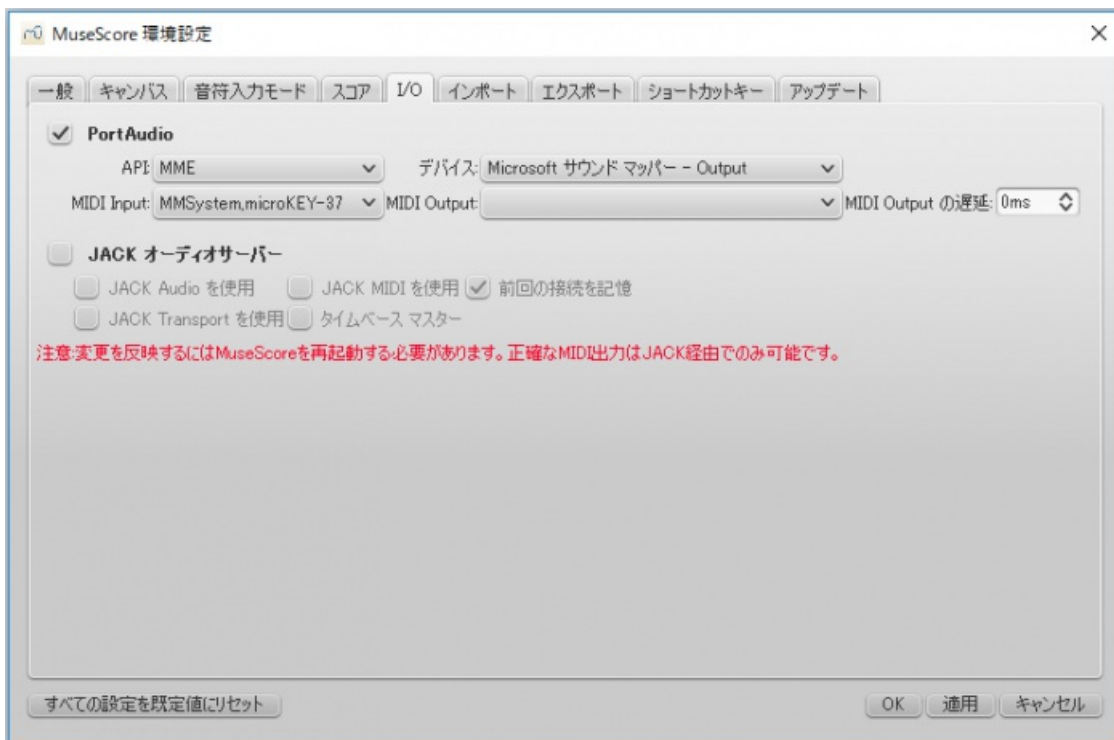 MuseScore 環境設定
一般 キャンバス 音符入力モード スコア I/O インポート エクスポート ショートカットキー アップデート
PortAudio
API: MME デバイス: Microsoft サウンド マッパー - Output
MIDI Input: MMSystem,microKEY-37 MIDI Output: MIDI Output の遅延: 0ms
JACK オーディオサーバー
JACK Audio を使用 JACK MIDI を使用 前回の接続を記憶
JACK Transport を使用 タイムベース マスター
注意:変更を反映するにはMuseScoreを再起動する必要があります。正確なMIDI出力はJACK経由でのみ可能です。
すべての設定を既定値にリセット OK 適用 キャンセル